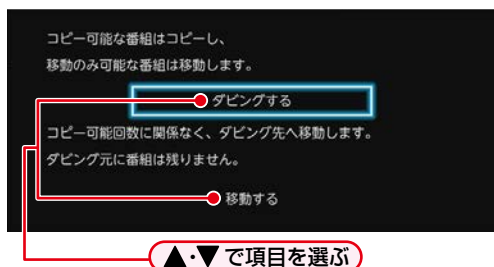 コピー可能な番組はコピーし、
移動のみ可能な番組は移動します。
ダビングする
コピー可能回数に関係なく、ダビング先へ移動します。
ダビング元に番組は残りません。
移動する
▲・▼で項目を選ぶ